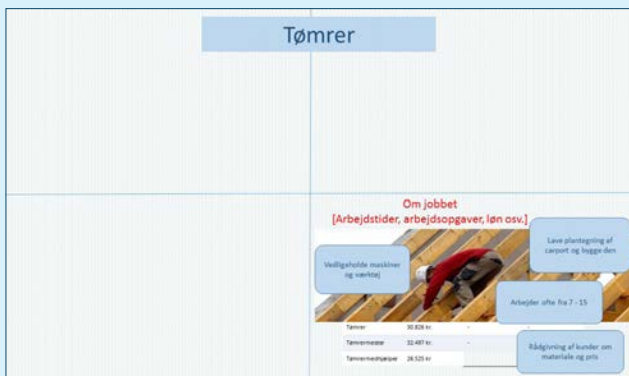 Tømrer
Om jobbet
[Arbejdstider, arbejdsopgaver, løn osv.]
Lave plantegning af
carport og bygge den
Vedligeholde maskiner
og værktøj
Arbejder ofte fra 7 - 15
Tømrer 30.826 kr. - -
Tømrermester 32.497 kr. -
Tømrermedhjælper 26.525 kr
Rådgivning af kunder om
materiale og pris